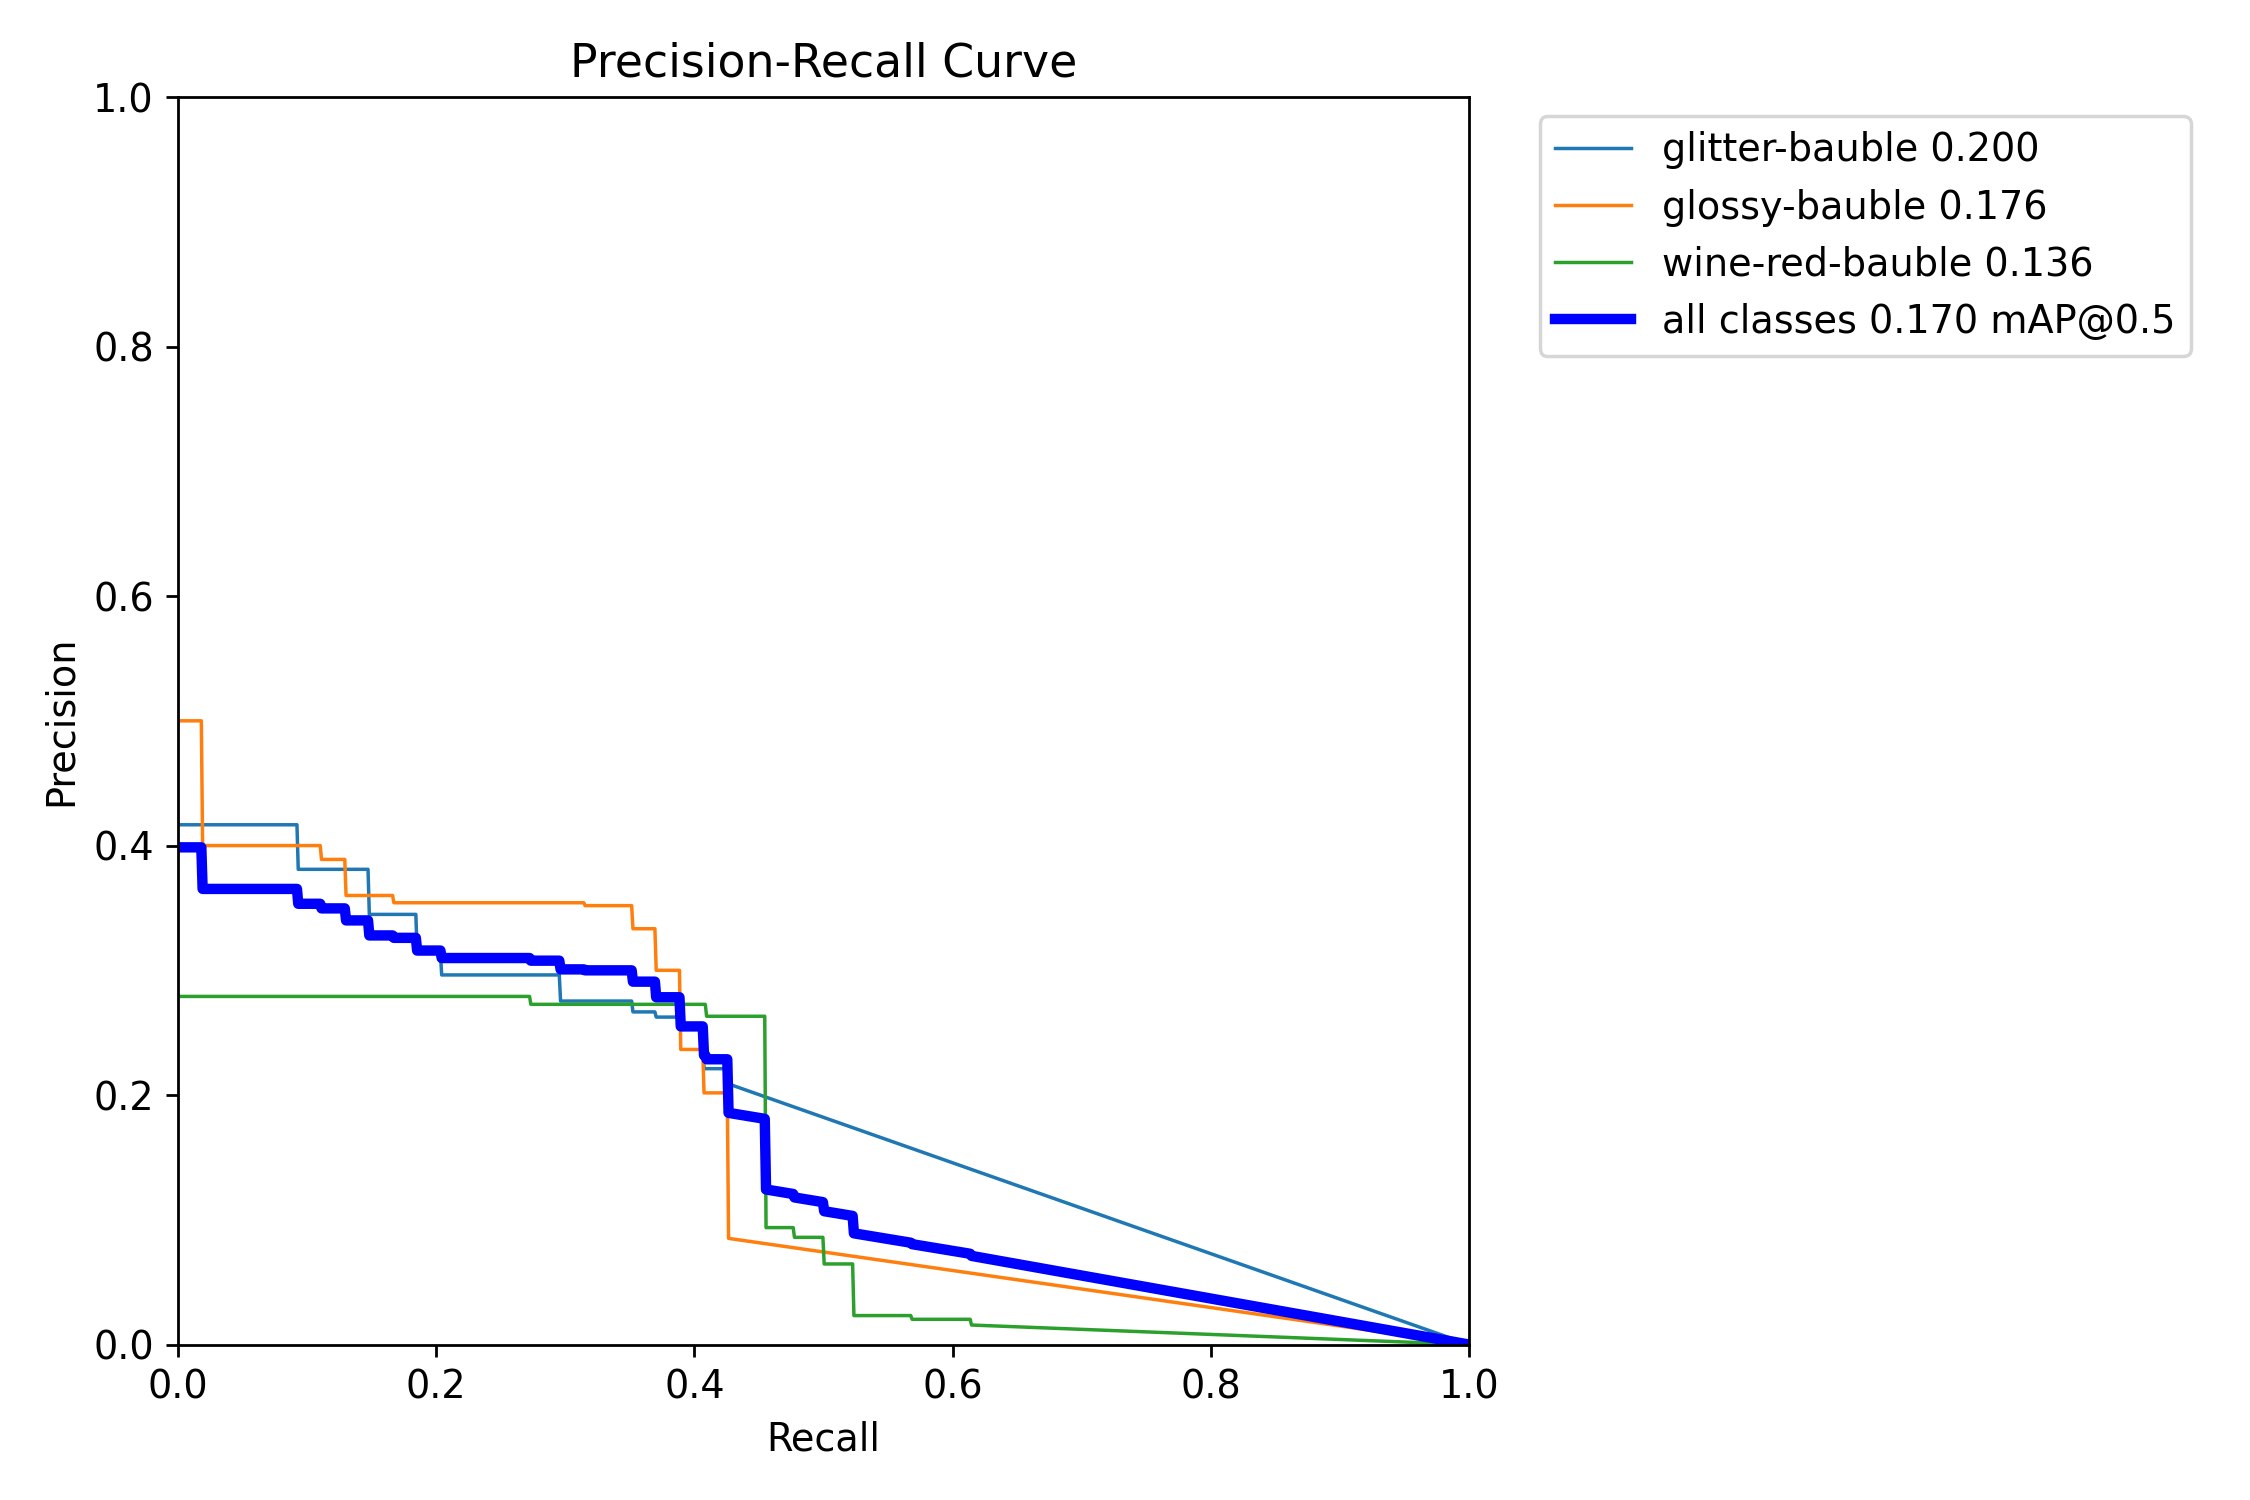 Precision-Recall Curve
1.0
0.8
0.6
0.4
0.2
0.0
Precision
0.0 0.2 0.4 0.6 0.8 1.0
Recall
glitter-bauble 0.200
glossy-bauble 0.176
wine-red-bauble 0.136
all classes 0.170 mAP@0.5